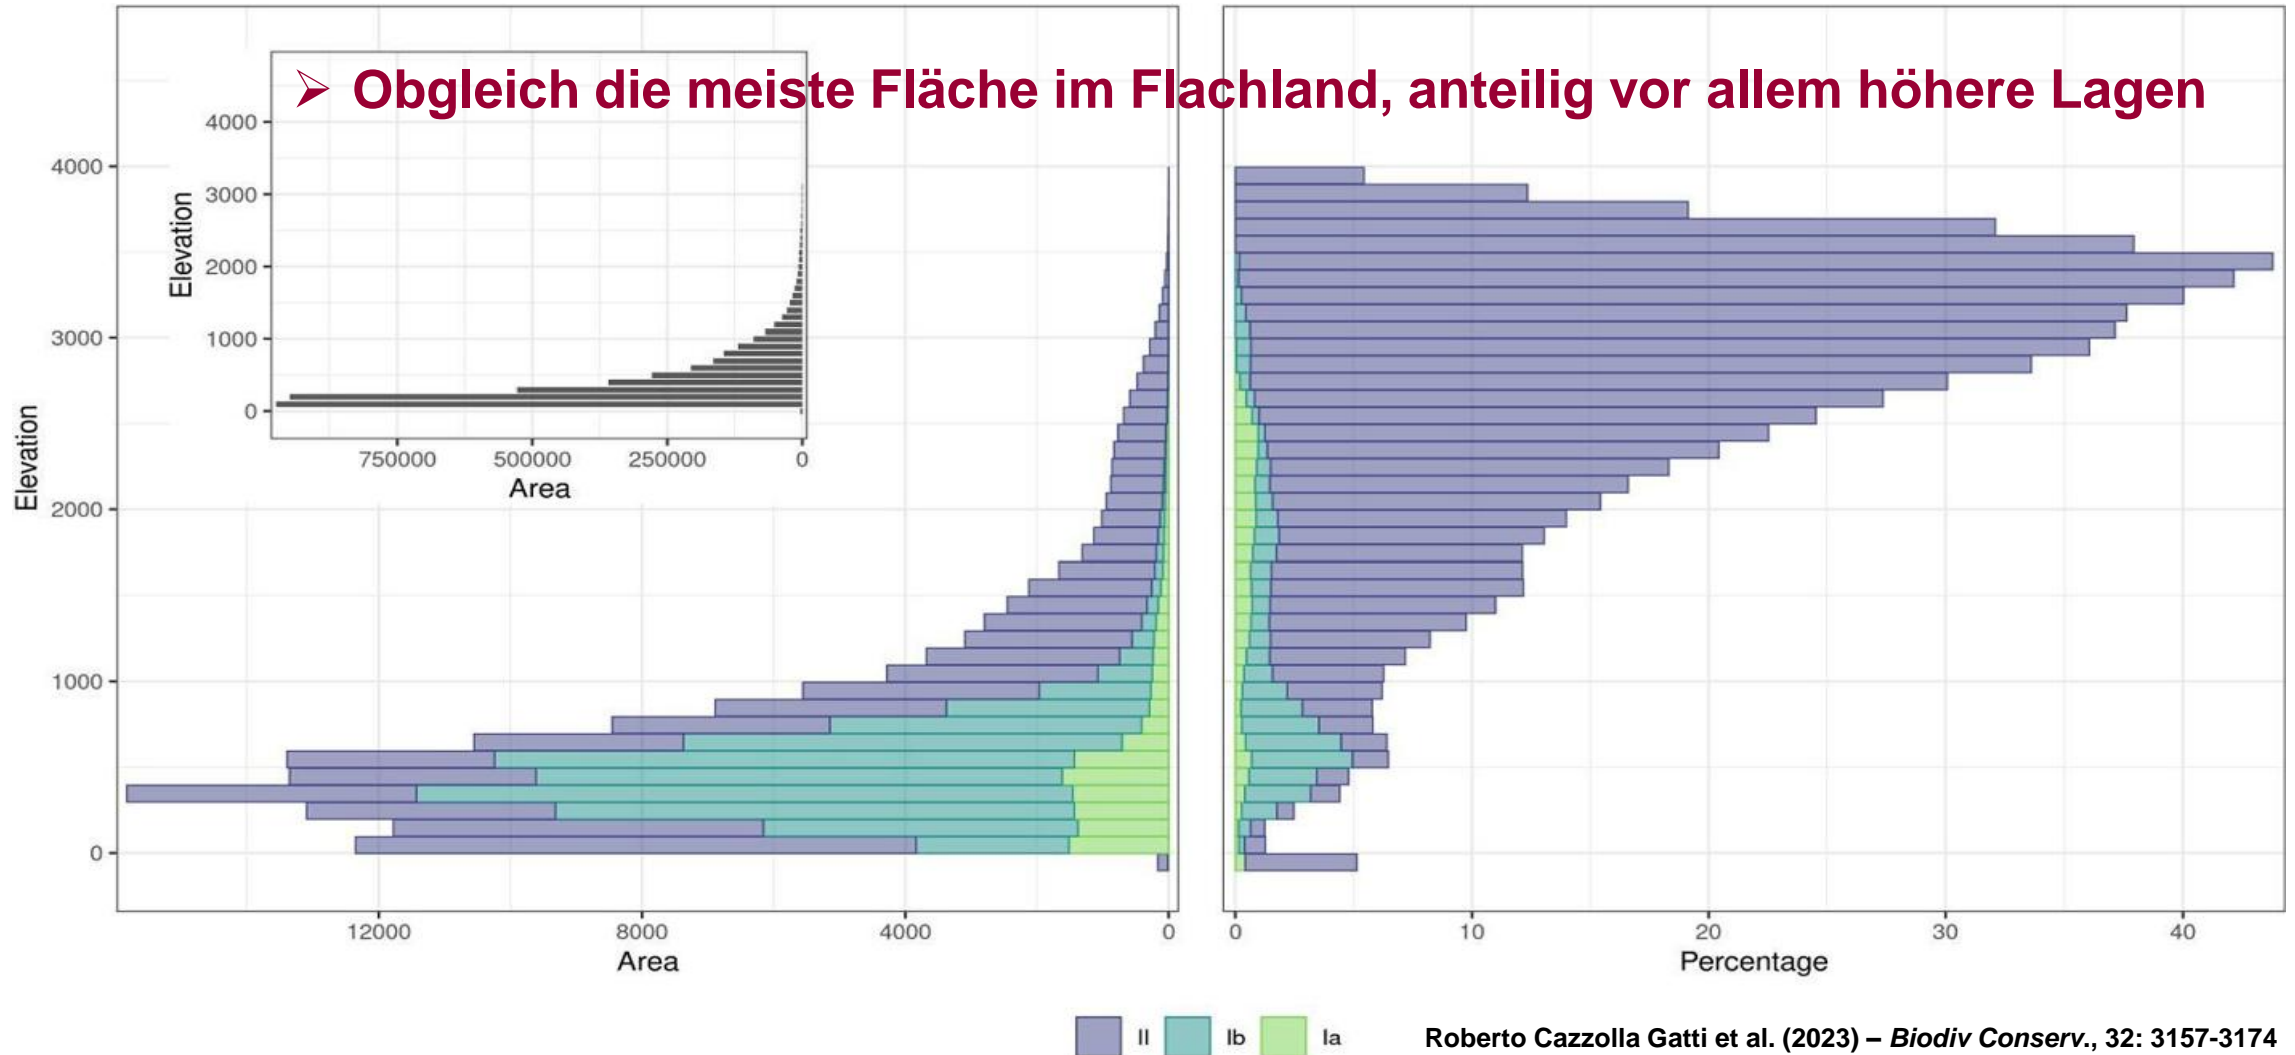 ➢ Obgleich die meiste Fläche im Flachland, anteilig vor allem höhere Lagen
4000
3000
2000
1000
0
Elevation
750000 500000 250000 0
Area
4000
3000
2000
1000
0
Elevation
12000 8000 4000 0
Area
0 10 20 30 40
Percentage
II Ib Ia
Roberto Cazzolla Gatti et al. (2023) – Biodiv Conserv., 32: 3157-3174